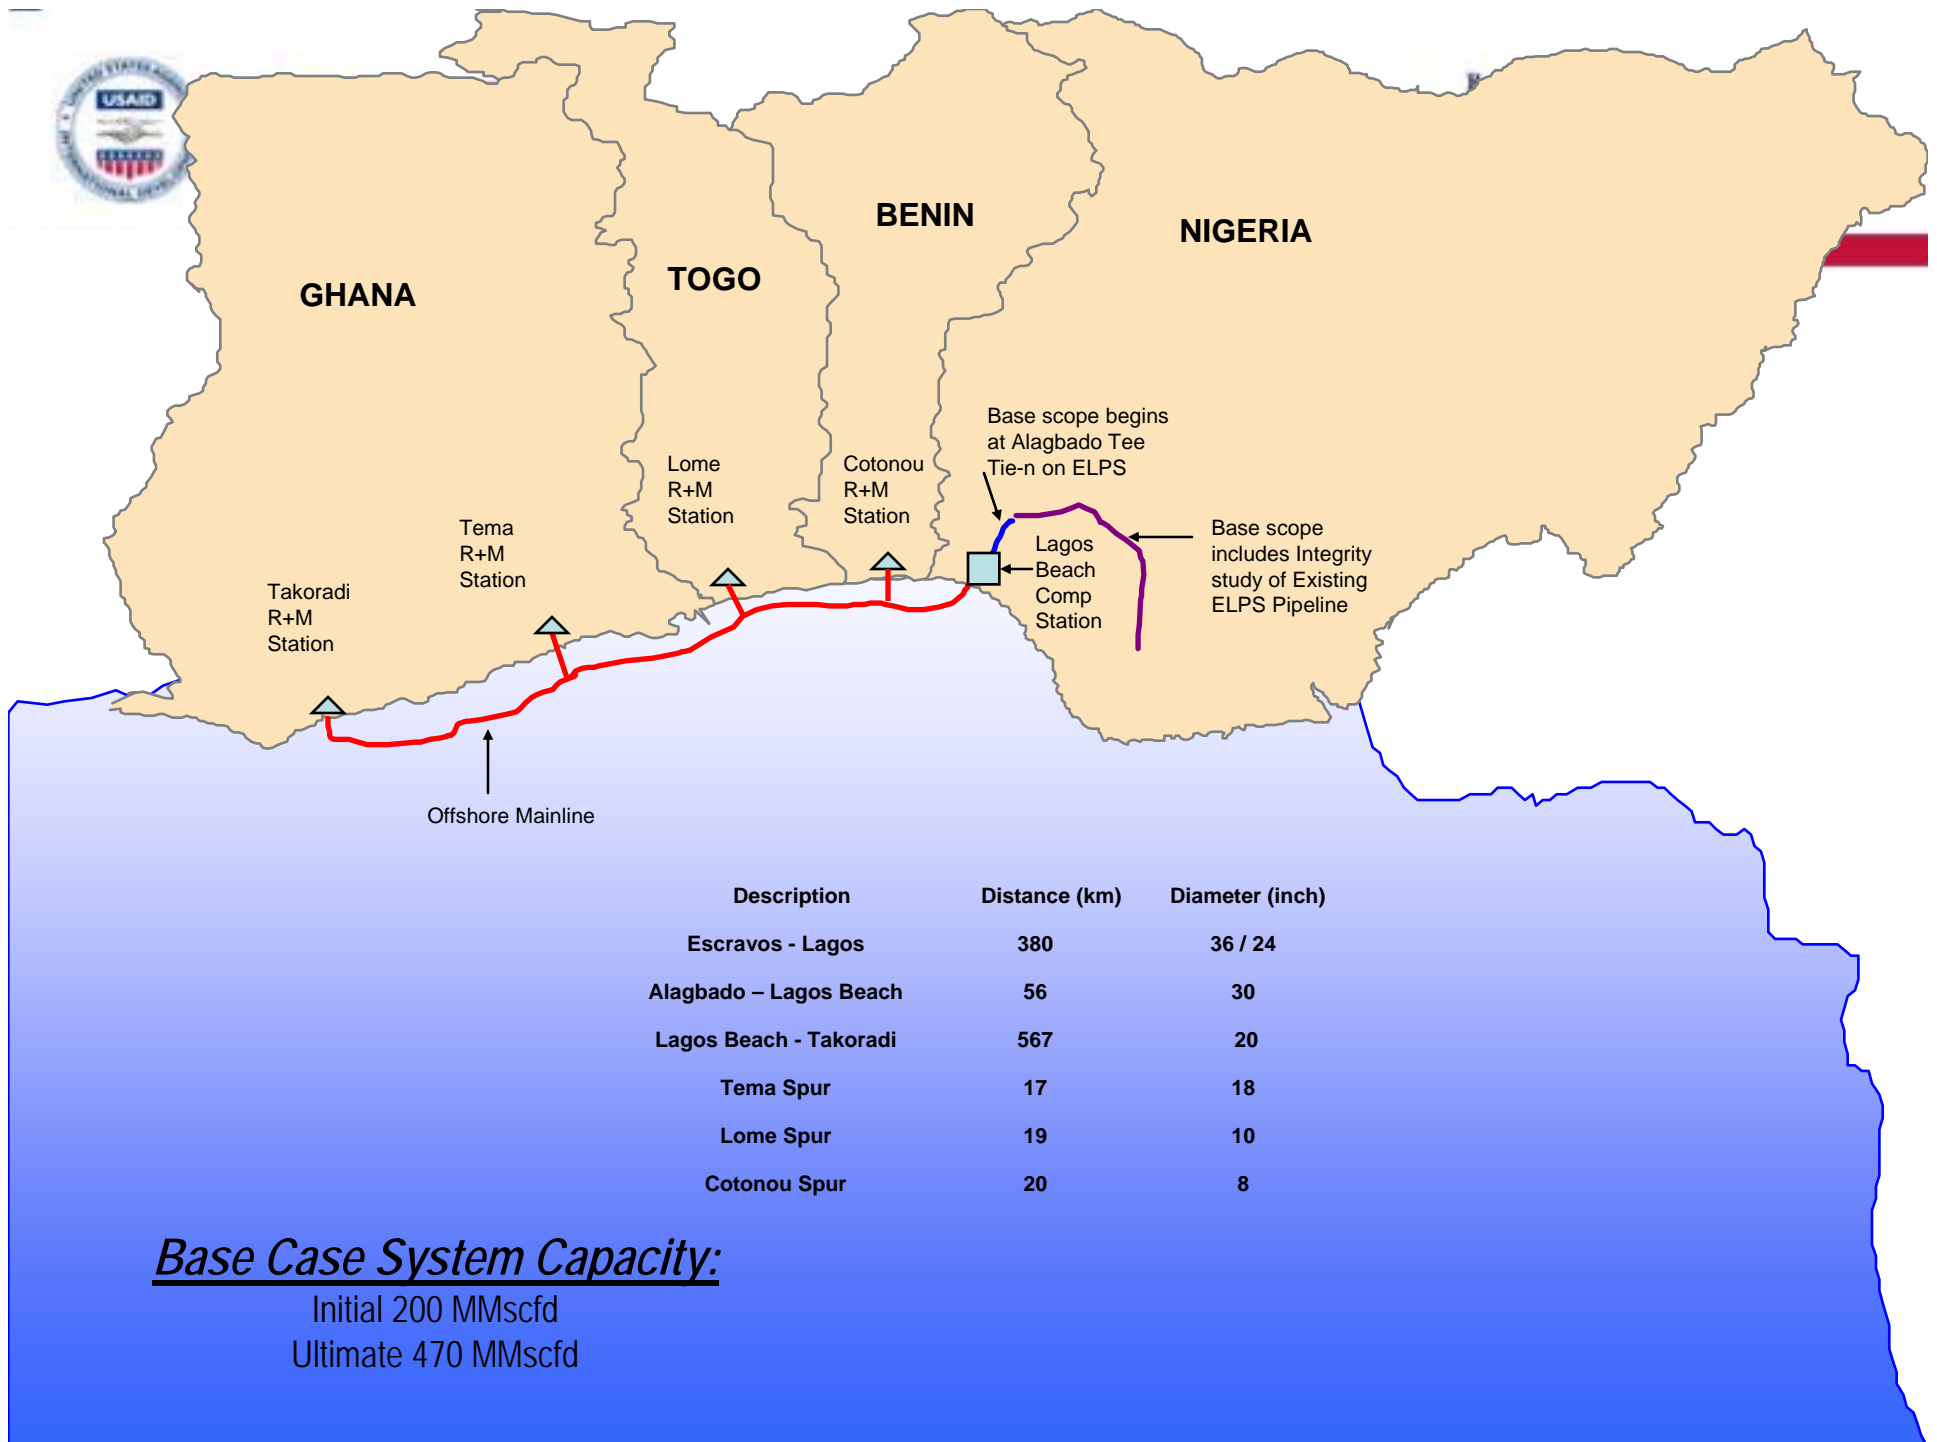 USAID
UNITED STATES
INTERNATIONAL
BENIN
NIGERIA
TOGO
GHANA
Base scope begins
at Alagbado Tee
Tie-n on ELPS
Lome
R+M
Station
Cotonou
R+M
Station
Tema
R+M
Station
Base scope
includes Integrity
study of Existing
ELPS Pipeline
Lagos
Beach
Comp
Station
Takoradi
R+M
Station
Offshore Mainline
Description Distance (km) Diameter (inch)
Escravos - Lagos 380 36 / 24
Alagbado – Lagos Beach 56 30
Lagos Beach - Takoradi 567 20
Tema Spur 17 18
Lome Spur 19 10
Cotonou Spur 20 8
Base Case System Capacity:
Initial 200 MMscfd
Ultimate 470 MMscfd